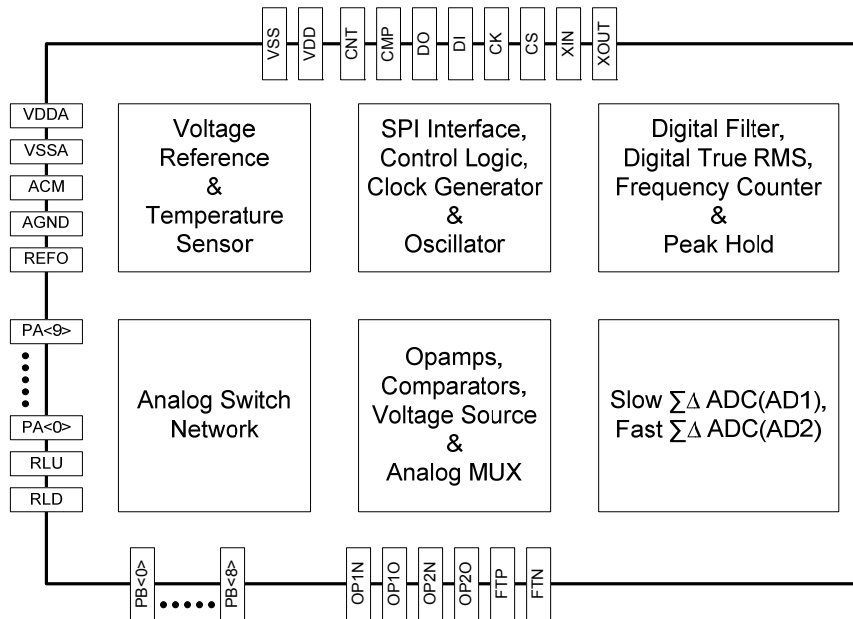 VSS
VDD
CNT
CMP
DO
DI
CK
CS
XIN
XOUT
VDDA
VSSA
ACM
AGND
REFO
PA<9>
PA<0>
RLU
RLD
Voltage
Reference
&
Temperature
Sensor
SPI Interface,
Control Logic,
Clock Generator
&
Oscillator
Digital Filter,
Digital True RMS,
Frequency Counter
&
Peak Hold
Analog Switch
Network
Opamps,
Comparators,
Voltage Source
&
Analog MUX
Slow ∑Δ ADC(AD1),
Fast ∑Δ ADC(AD2)
PB<0>
PB<8>
OP1N
OP1O
OP2N
OP2O
FTP
FTN